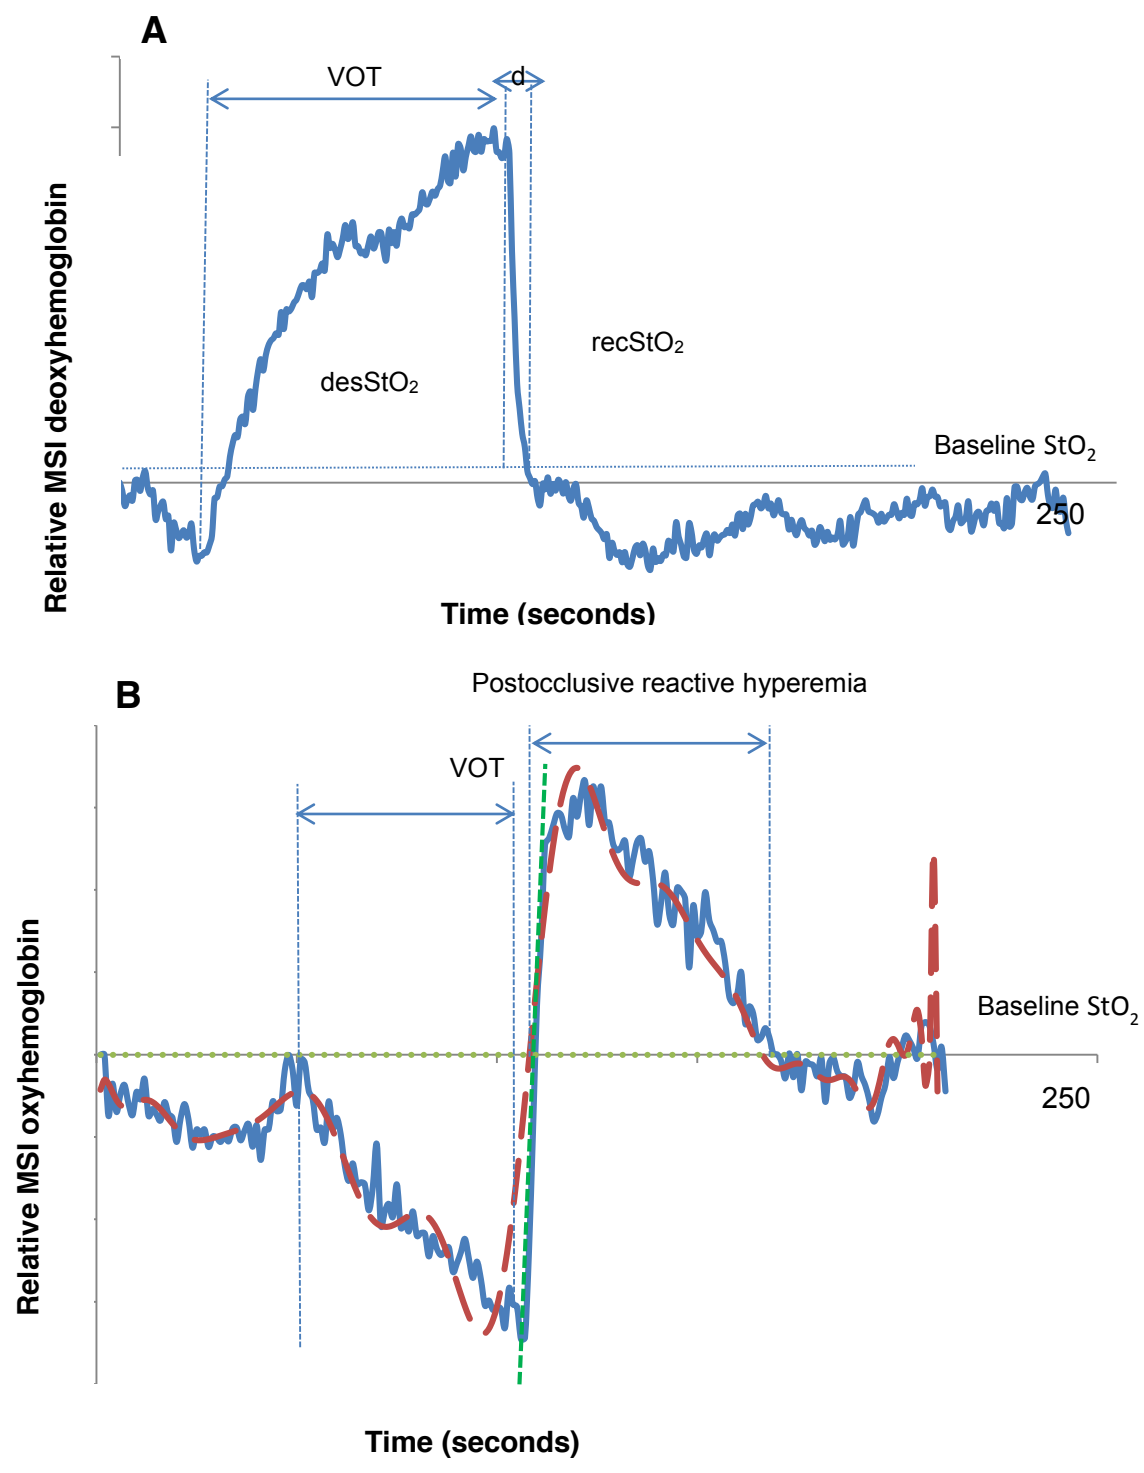 A
VOT
d
Relative MSI deoxyhemoglobin
recStO₂
desStO₂
Baseline StO₂
250
Time (seconds)
B
Postocclusive reactive hyperemia
VOT
Relative MSI oxyhemoglobin
Baseline StO₂
250
Time (seconds)